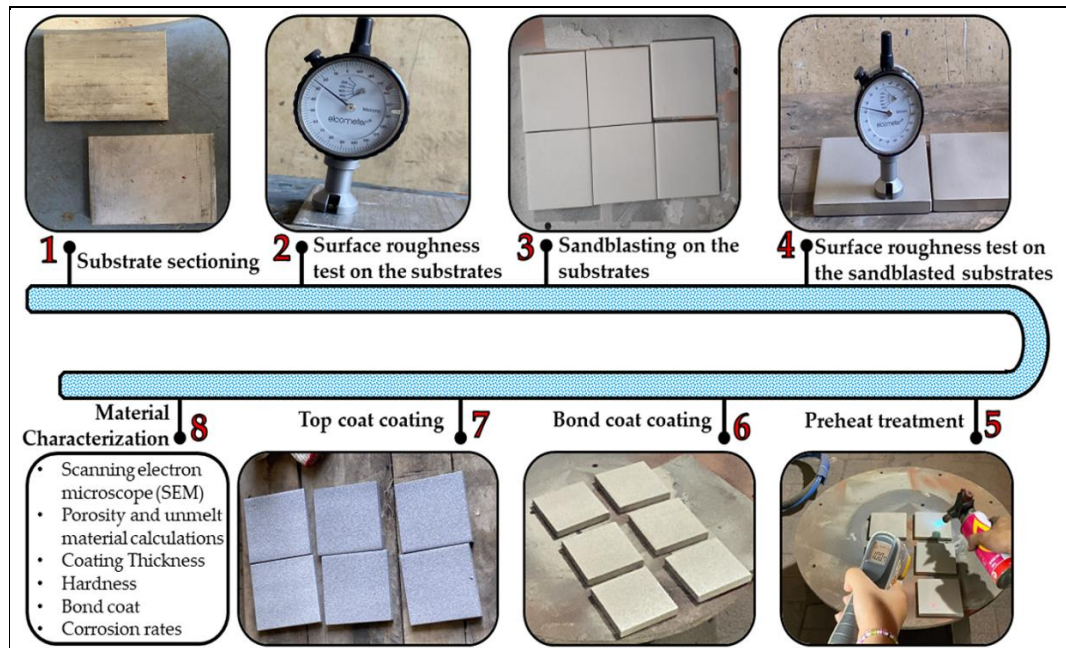 1 Substrate sectioning
2 Surface roughness
test on the substrates
3 Sandblasting on the
substrates
4 Surface roughness test on
the sandblasted substrates
elcometer
elcometer
Material
Characterization 8
Top coat coating 7
Bond coat coating 6
Preheat treatment 5
• Scanning electron
microscope (SEM)
• Porosity and unmelt
material calculations
• Coating Thickness
• Hardness
• Bond coat
• Corrosion rates